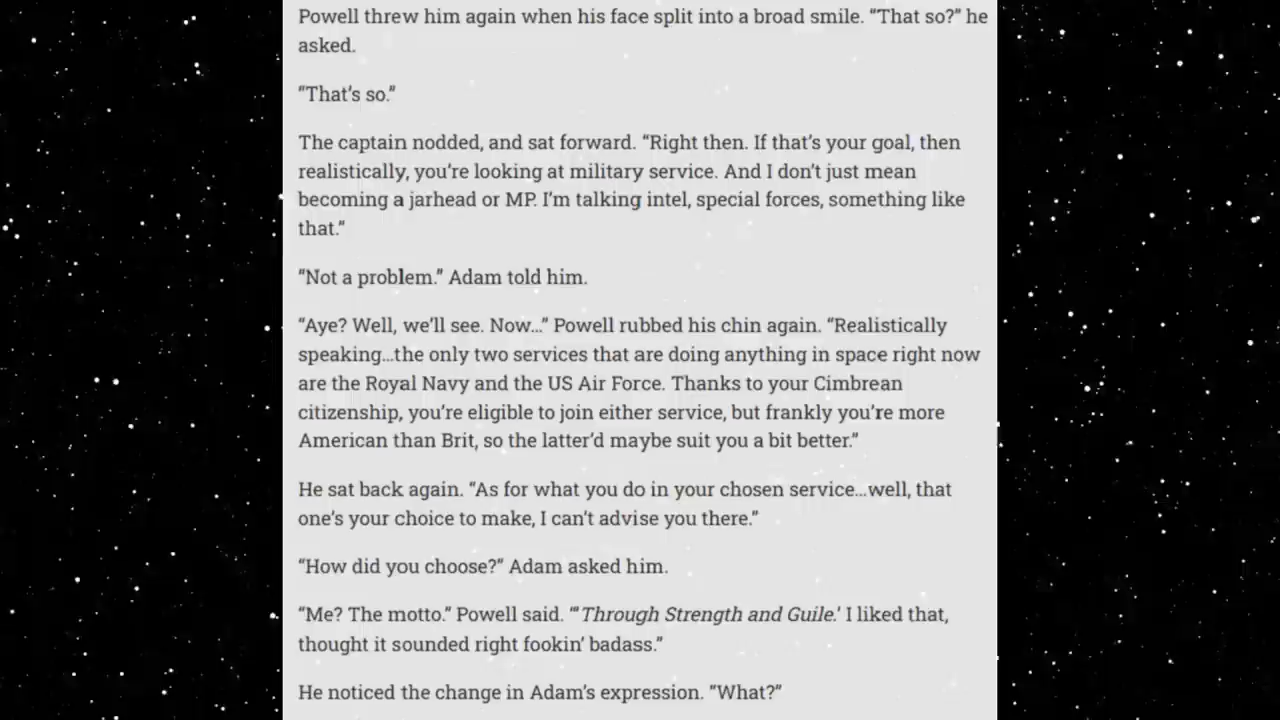 Powell threw him again when his face split into a broad smile. “That so?” he
asked.
“That’s so.”
The captain nodded, and sat forward. “Right then. If that’s your goal, then
realistically, you’re looking at military service. And I don’t just mean
becoming a jarhead or MP. I’m talking intel, special forces, something like
that.”
“Not a problem.” Adam told him.
“Aye? Well, we’ll see. Now…” Powell rubbed his chin again. “Realistically
speaking…the only two services that are doing anything in space right now
are the Royal Navy and the US Air Force. Thanks to your Cimbrean
citizenship, you’re eligible to join either service, but frankly you’re more
American than Brit, so the latter’d maybe suit you a bit better.”
He sat back again. “As for what you do in your chosen service…well, that
one’s your choice to make, I can’t advise you there.”
“How did you choose?” Adam asked him.
“Me? The motto.” Powell said. “‘Through Strength and Guile.’ I liked that,
thought it sounded right fookin’ badass.”
He noticed the change in Adam’s expression. “What?”